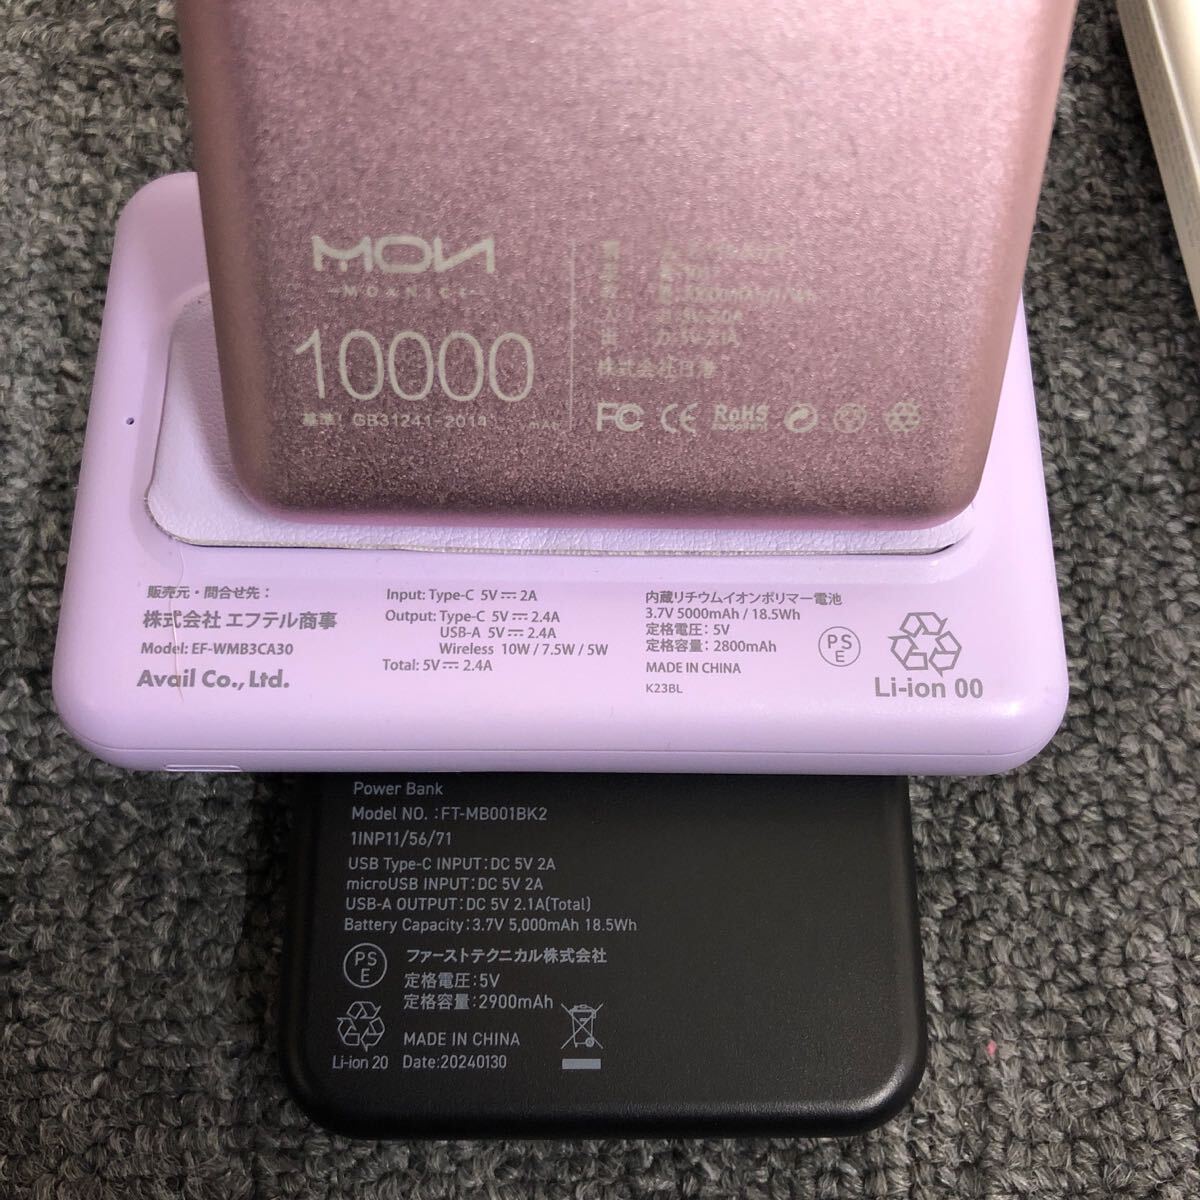 MON
10000
mAh
基準! GB31241-2014
株式会社日港
FC CE RoHS
販売元・問合せ先：
株式会社 エフテル商事
Model: EF-WMB3CA30
Avail Co., Ltd.
Input: Type-C 5V⎓2A
Output: Type-C 5V⎓2.4A
USB-A 5V⎓2.4A
Wireless 10W / 7.5W / 5W
Total: 5V⎓2.4A
内蔵リチウムイオンポリマー電池
3.7V 5000mAh / 18.5Wh
定格電圧：5V
定格容量：2800mAh
MADE IN CHINA
K23BL
PSE
Li-ion 00
Power Bank
Model NO. :FT-MB001BK2
1INP11/56/71
USB Type-C INPUT:DC 5V 2A
microUSB INPUT:DC 5V 2A
USB-A OUTPUT:DC 5V 2.1A(Total)
Battery Capacity:3.7V 5,000mAh 18.5Wh
PSE
ファーストテクニカル株式会社
定格電圧:5V
定格容量:2900mAh
MADE IN CHINA
Li-ion 20
Date:20240130